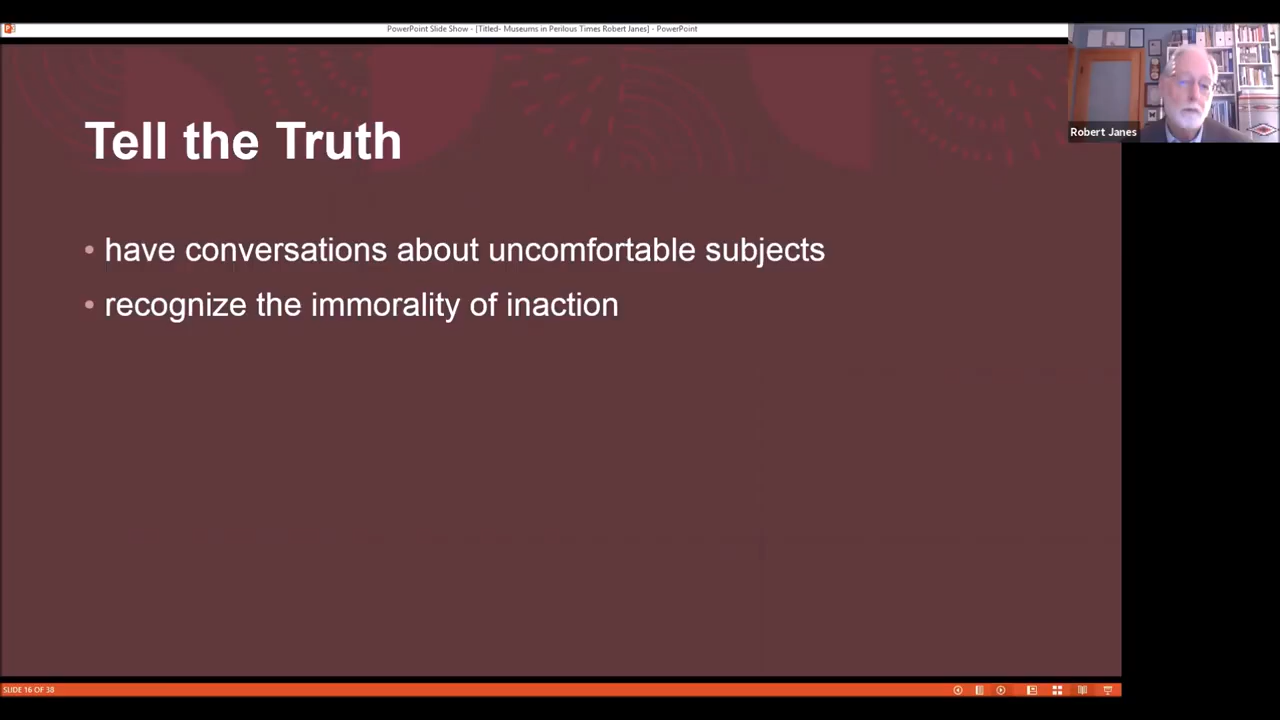 PowerPoint Slide Show - [Titled- Museums in Perilous Times Robert Janes] - PowerPoint
Robert Janes
Tell the Truth
• have conversations about uncomfortable subjects
• recognize the immorality of inaction
SLIDE 16 OF 38